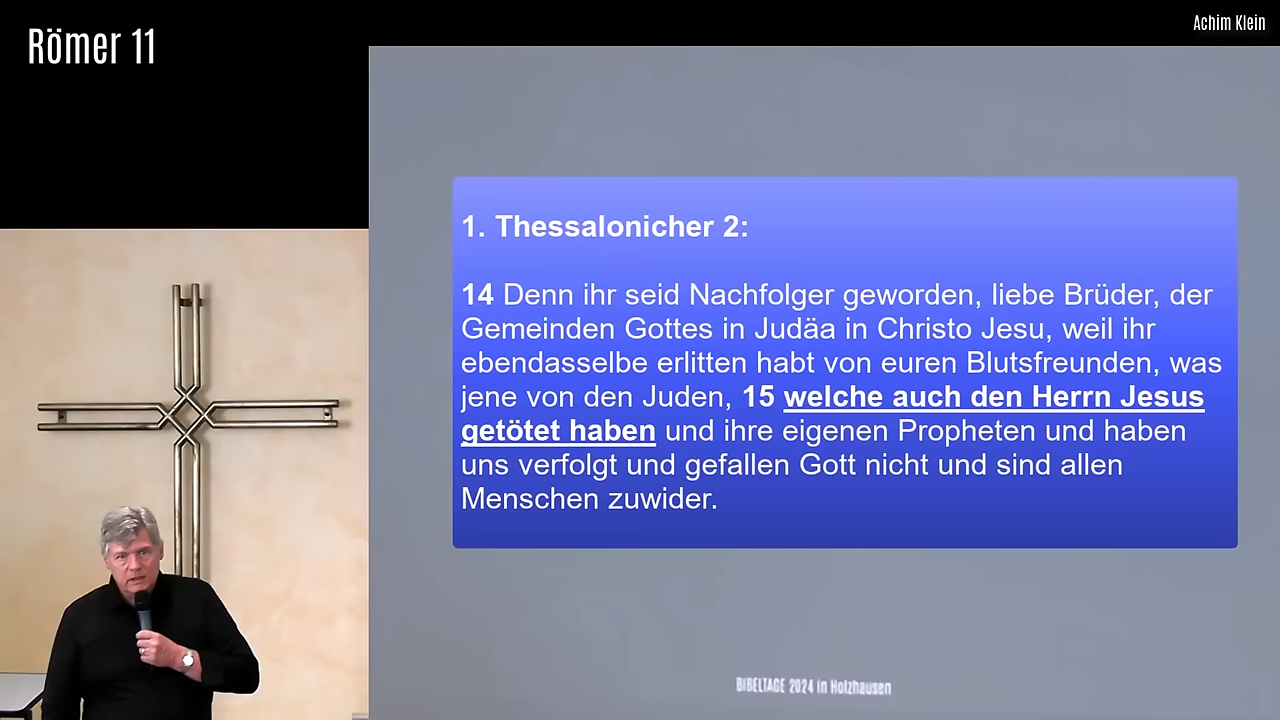 Römer 11
Achim Klein
1. Thessalonicher 2:
14 Denn ihr seid Nachfolger geworden, liebe Brüder, der
Gemeinden Gottes in Judäa in Christo Jesu, weil ihr
ebendasselbe erlitten habt von euren Blutsfreunden, was
jene von den Juden, 15 welche auch den Herrn Jesus
getötet haben und ihre eigenen Propheten und haben
uns verfolgt und gefallen Gott nicht und sind allen
Menschen zuwider.
BIBELTAGE 2024 in Holzhausen